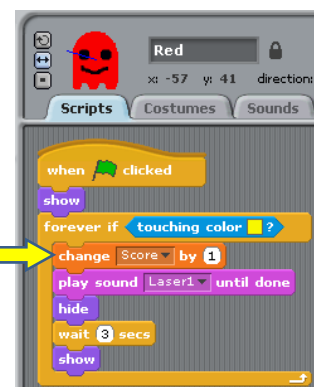 Red
x: -57 y: 41 direction:
Scripts Costumes Sounds
when clicked
show
forever if touching color ?
change Score by 1
play sound Laser1 until done
hide
wait 3 secs
show